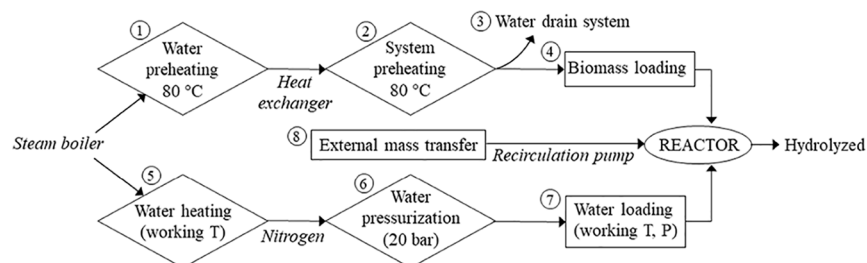 ① Water preheating 80 °C
Heat exchanger
② System preheating 80 °C
③ Water drain system
④ Biomass loading
Steam boiler
⑧ External mass transfer
Recirculation pump
REACTOR
Hydrolyzed
⑤ Water heating (working T)
Nitrogen
⑥ Water pressurization (20 bar)
⑦ Water loading (working T, P)